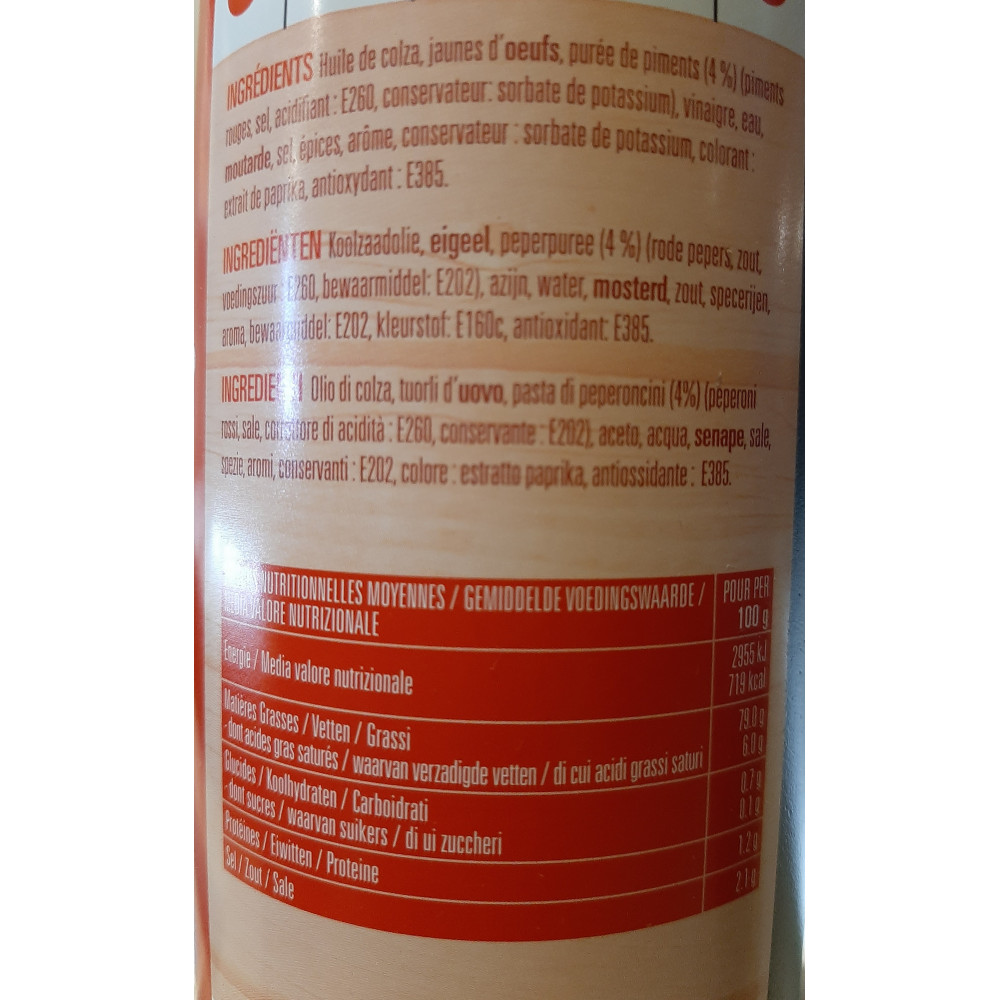 INGRÉDIENTS Huile de colza, jaunes d'oeufs, purée de piments (4 %) (piments
rouges, sel, acidifiant : E260, conservateur: sorbate de potassium), vinaigre, eau,
moutarde, sel, épices, arôme, conservateur : sorbate de potassium, colorant :
extrait de paprika, antioxydant : E385.
INGREDIËNTEN Koolzaadolie, eigeel, peperpuree (4 %) (rode pepers, zout,
voedingszuur: E260, bewaarmiddel: E202), azijn, water, mosterd, zout, specerijen,
aroma, bewaarmiddel: E202, kleurstof: E160c, antioxidant: E385.
INGREDIENTI Olio di colza, tuorli d'uovo, pasta di peperoncini (4%) (peperoni
rossi, sale, correttore di acidità : E260, conservante : E202), aceto, acqua, senape, sale,
spezie, aromi, conservanti : E202, colore : estratto paprika, antiossidante : E385.
NUTRITIONNELLES MOYENNES / GEMIDDELDE VOEDINGSWAARDE / POUR PER
MEDIA VALORE NUTRIZIONALE 100 g
Energie / Media valore nutrizionale 2955 kJ
719 kcal
Matières Grasses / Vetten / Grassi 79.0 g
- dont acides gras saturés / waarvan verzadigde vetten / di cui acidi grassi saturi 6.0 g
Glucides / Koolhydraten / Carboidrati 0.7 g
- dont sucres / waarvan suikers / di ui zuccheri 0.1 g
Protéines / Eiwitten / Proteine 1.2 g
Sel / Zout / Sale 2.1 g